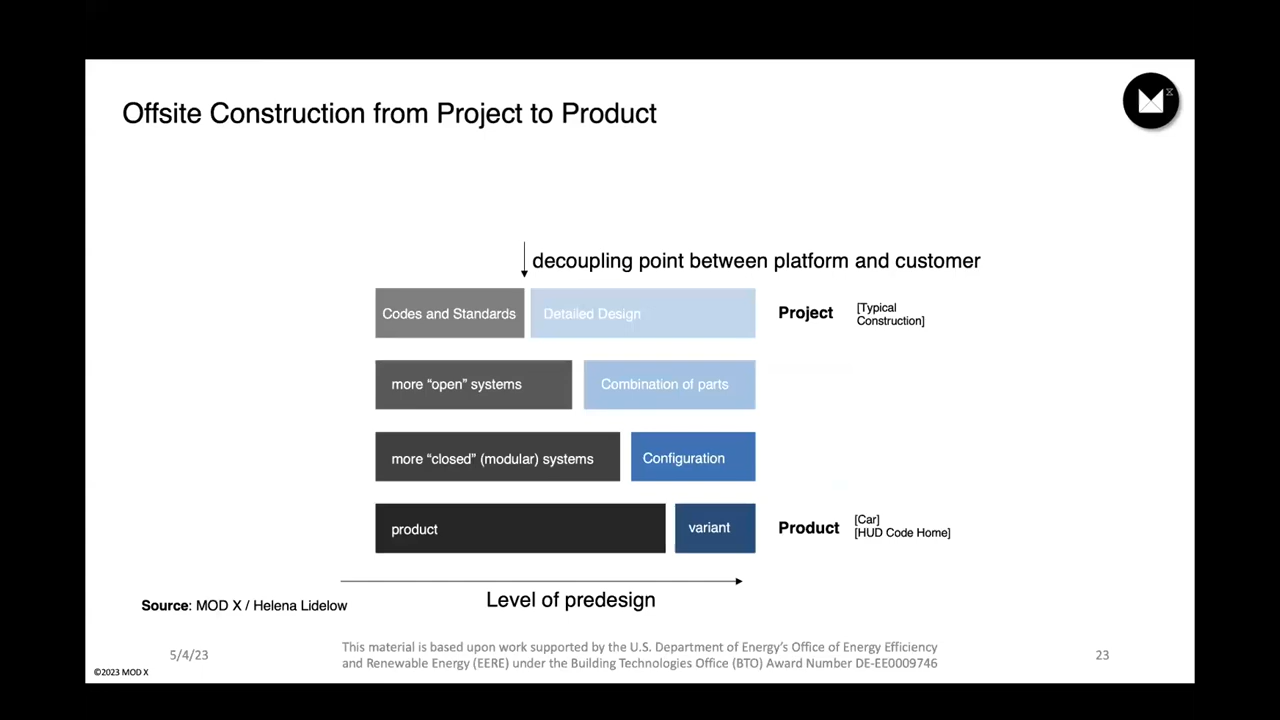 Offsite Construction from Project to Product
decoupling point between platform and customer
Codes and Standards
Detailed Design
Project
[Typical
Construction]
more “open” systems
Combination of parts
more “closed” (modular) systems
Configuration
product
variant
Product
[Car]
[HUD Code Home]
Level of predesign
Source: MOD X / Helena Lidelow
5/4/23
This material is based upon work supported by the U.S. Department of Energy’s Office of Energy Efficiency
and Renewable Energy (EERE) under the Building Technologies Office (BTO) Award Number DE-EE0009746
23
©2023 MOD X